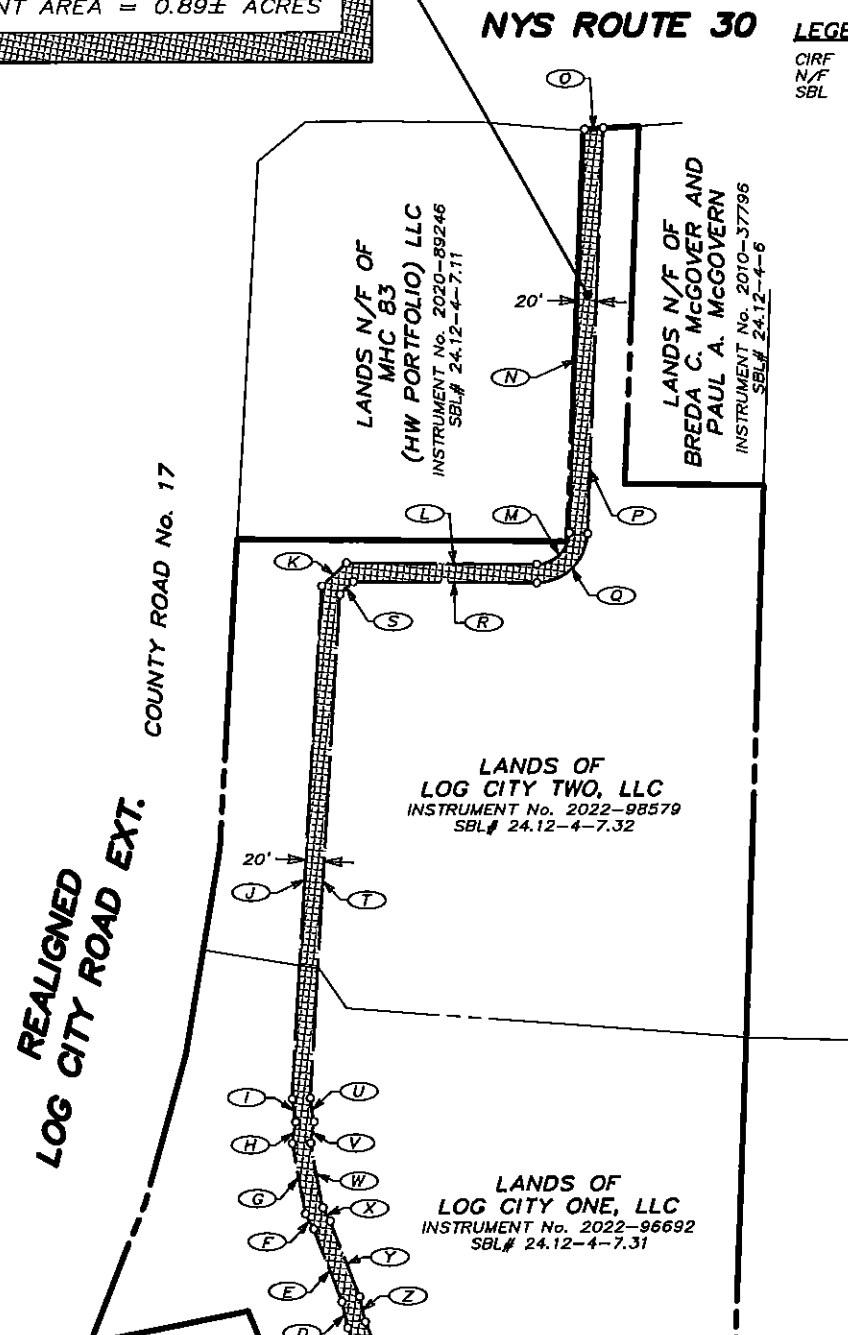 NT AREA = 0.89± ACRES
NYS ROUTE 30
LEGE
CIRF
N/F
SBL
O
LANDS N/F OF
MHC 83
(HW PORTFOLIO) LLC
INSTRUMENT No. 2020-89246
SBL# 24.12-4-7.11
20'
N
LANDS N/F OF
BREDA C. McGOVER AND
PAUL A. McGOVERN
INSTRUMENT No. 2010-37796
SBL# 24.12-4-6
L
M
P
K
S
R
Q
COUNTY ROAD No. 17
REALIGNED
LOG CITY ROAD EXT.
LANDS OF
LOG CITY TWO, LLC
INSTRUMENT No. 2022-98579
SBL# 24.12-4-7.32
20'
J
T
I
U
H
V
G
W
X
F
LANDS OF
LOG CITY ONE, LLC
INSTRUMENT No. 2022-96692
SBL# 24.12-4-7.31
Y
E
Z
D